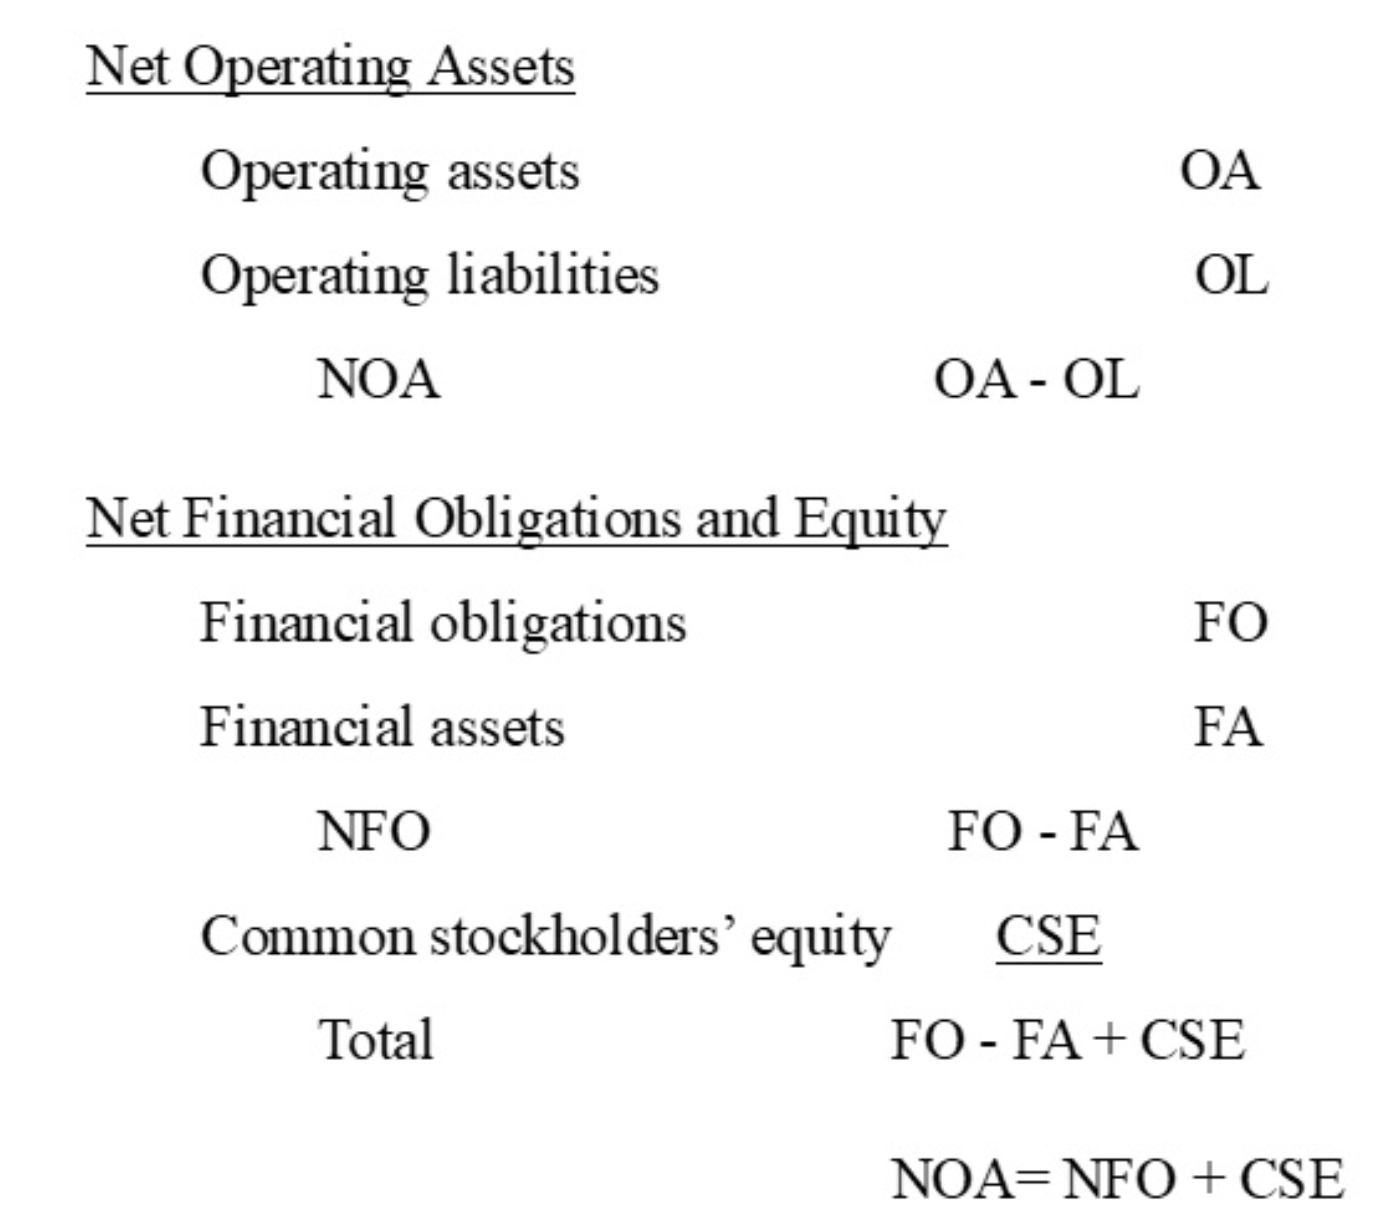 Net Operating Assets
Operating assets OA
Operating liabilities OL
NOA OA - OL
Net Financial Obligations and Equity
Financial obligations FO
Financial assets FA
NFO FO - FA
Common stockholders’ equity CSE
Total FO - FA + CSE
NOA= NFO + CSE